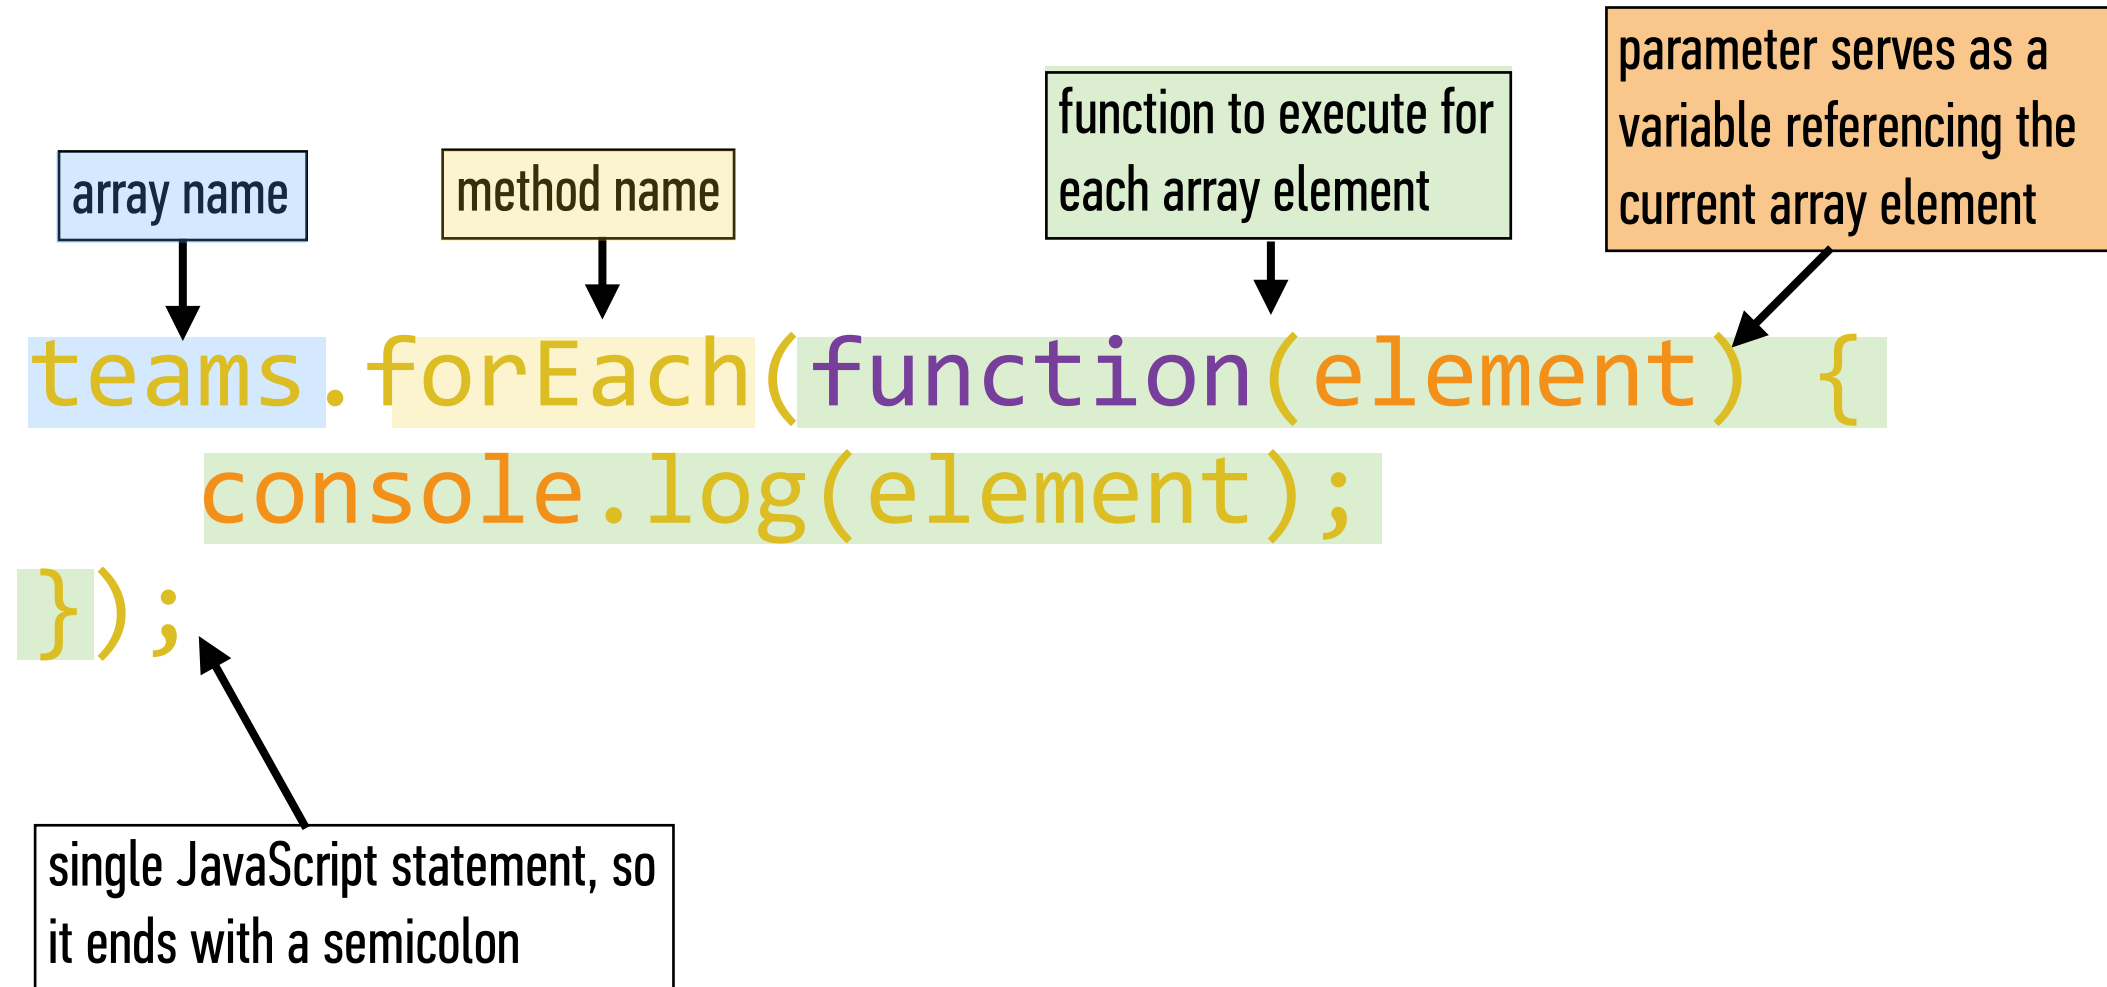 parameter serves as a
variable referencing the
current array element
function to execute for
each array element
array name
method name
teams.forEach(function(element) {
console.log(element);
});
single JavaScript statement, so
it ends with a semicolon